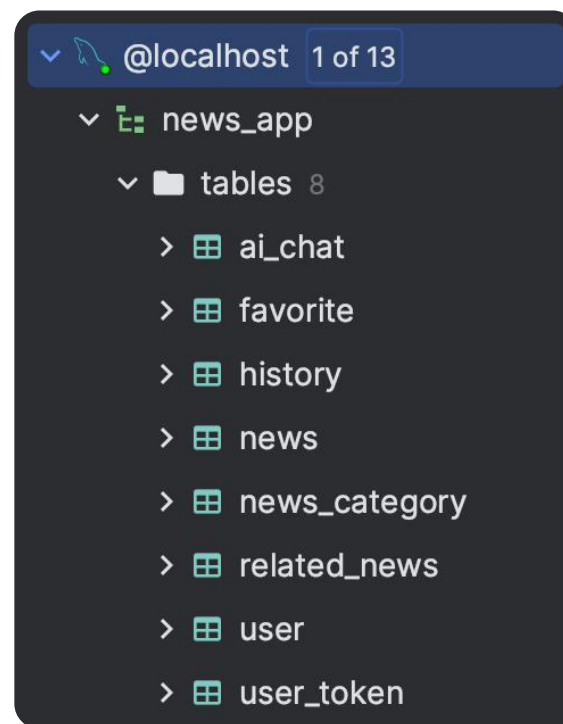 @localhost 1 of 13
news_app
tables 8
ai_chat
favorite
history
news
news_category
related_news
user
user_token